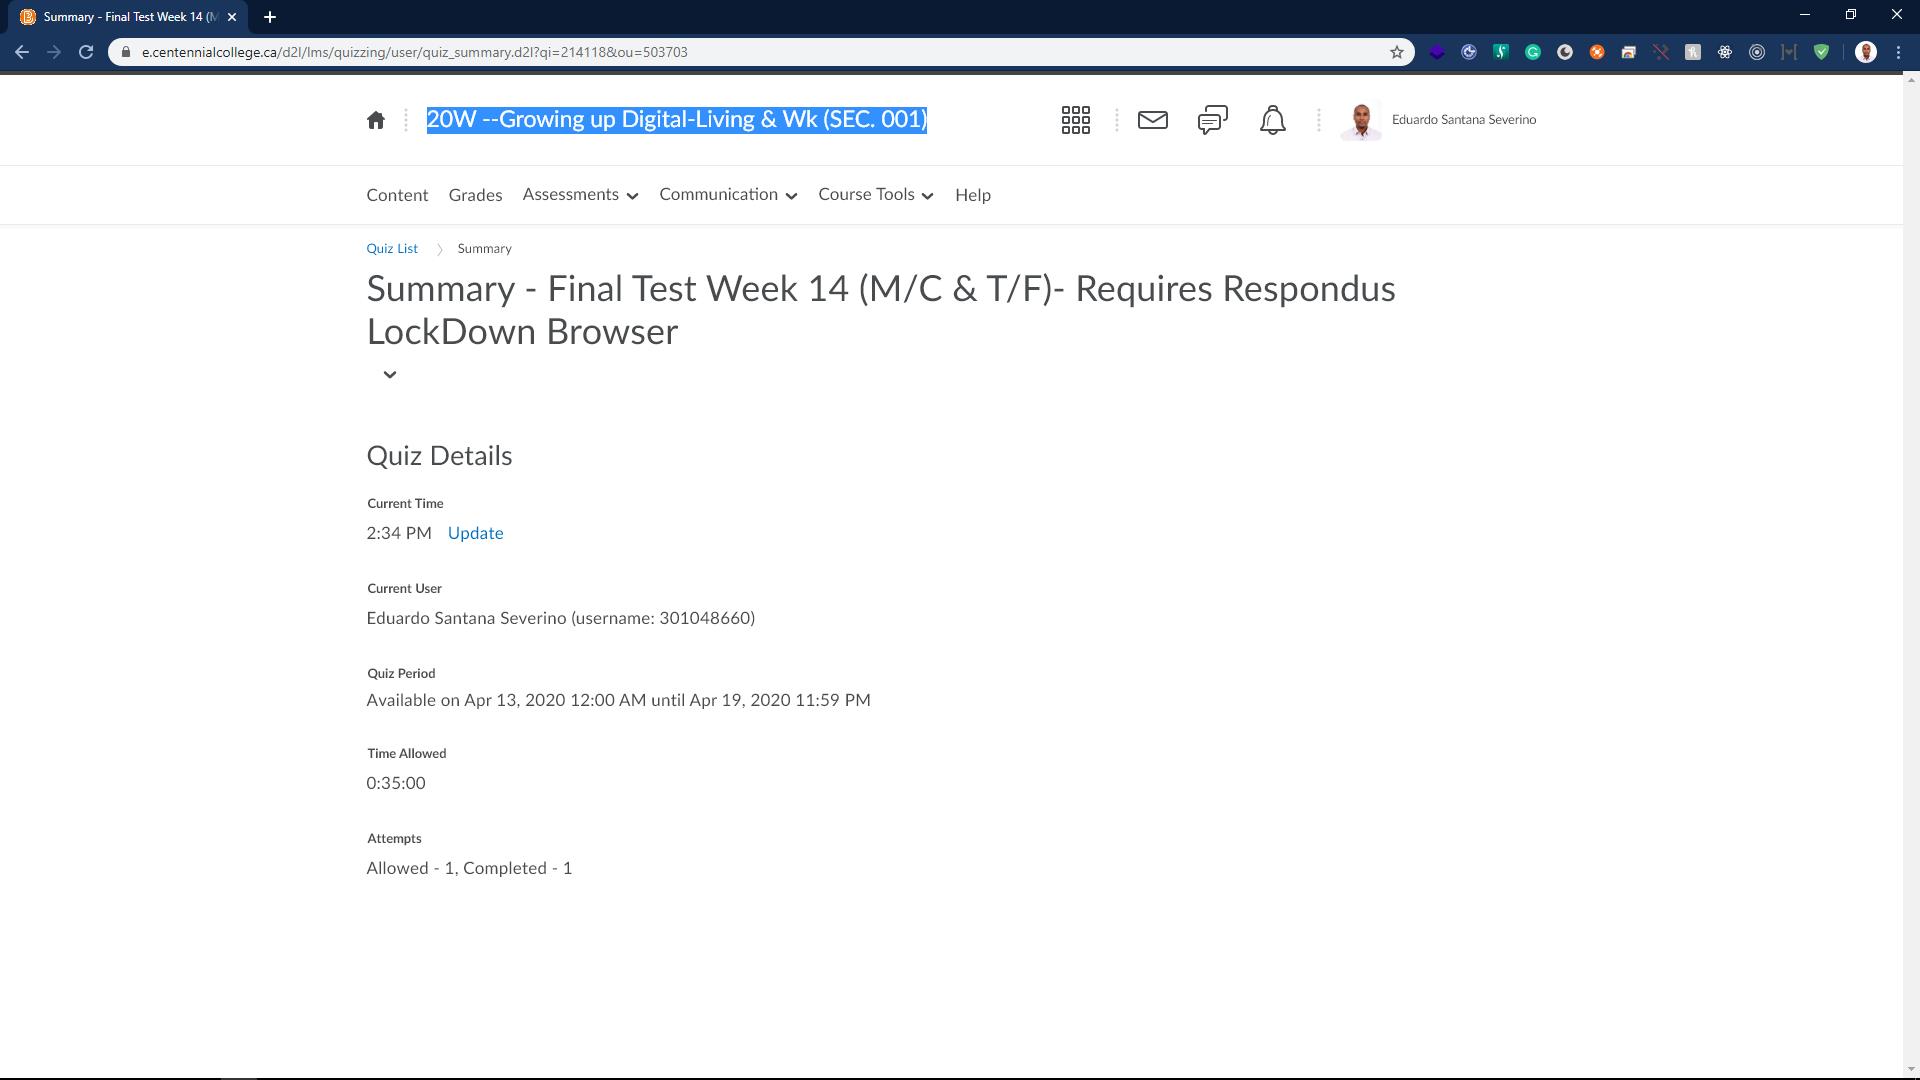 Summary - Final Test Week 14 (M
e.centennialcollege.ca/d2l/lms/quizzing/user/quiz_summary.d2l?qi=214118&ou=503703
20W --Growing up Digital-Living & Wk (SEC. 001)
Eduardo Santana Severino
Content Grades Assessments Communication Course Tools Help
Quiz List Summary
Summary - Final Test Week 14 (M/C & T/F)- Requires Respondus
LockDown Browser
Quiz Details
Current Time
2:34 PM Update
Current User
Eduardo Santana Severino (username: 301048660)
Quiz Period
Available on Apr 13, 2020 12:00 AM until Apr 19, 2020 11:59 PM
Time Allowed
0:35:00
Attempts
Allowed - 1, Completed - 1